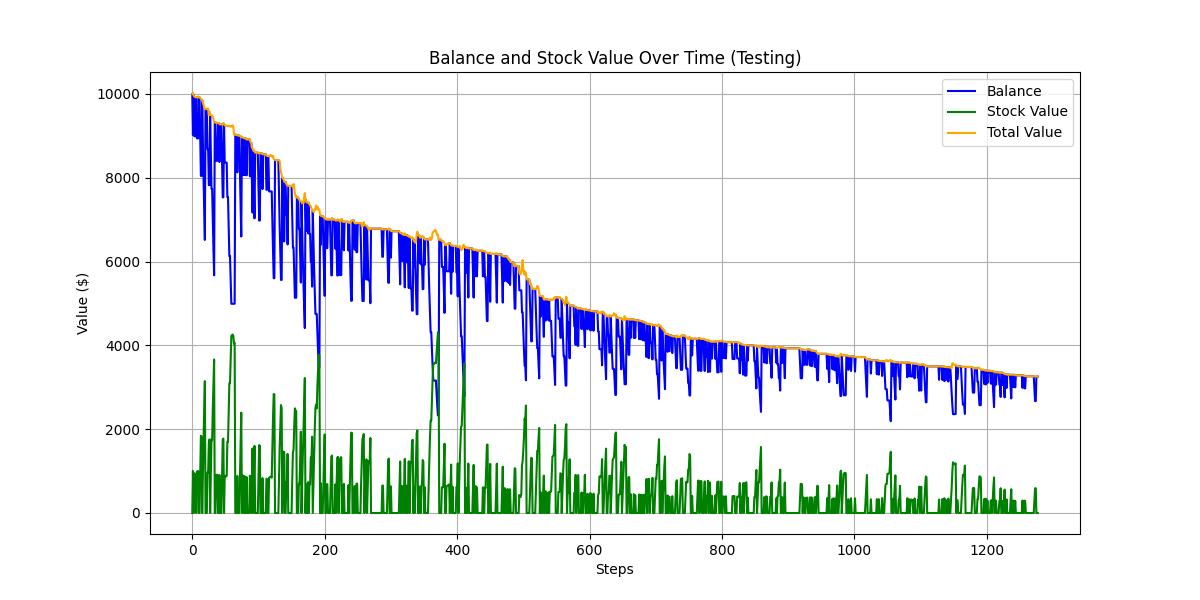 Balance and Stock Value Over Time (Testing)
Balance
Stock Value
Total Value
Value ($)
10000
8000
6000
4000
2000
0
0 200 400 600 800 1000 1200
Steps